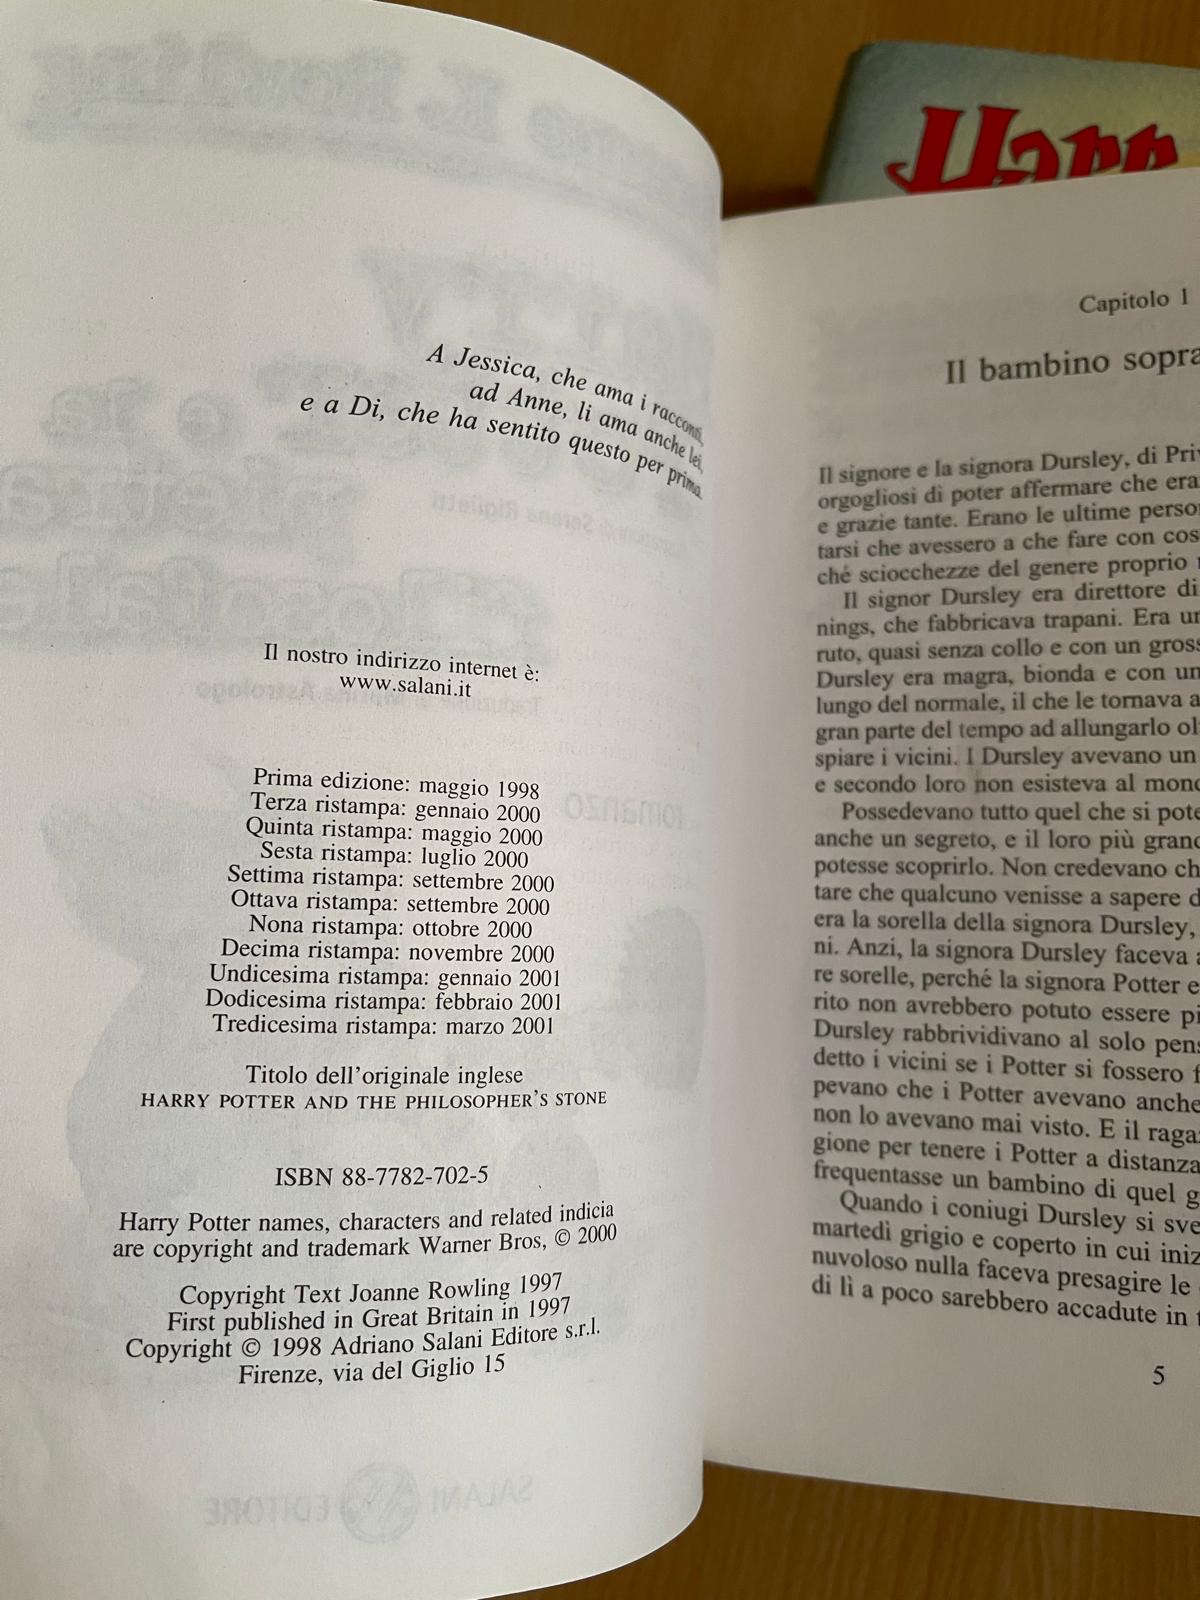 A Jessica, che ama i racconti,
ad Anne, li ama anche lei,
e a Di, che ha sentito questo per prima.
Il nostro indirizzo internet è:
www.salani.it
Prima edizione: maggio 1998
Terza ristampa: gennaio 2000
Quinta ristampa: maggio 2000
Sesta ristampa: luglio 2000
Settima ristampa: settembre 2000
Ottava ristampa: settembre 2000
Nona ristampa: ottobre 2000
Decima ristampa: novembre 2000
Undicesima ristampa: gennaio 2001
Dodicesima ristampa: febbraio 2001
Tredicesima ristampa: marzo 2001
Titolo dell'originale inglese
HARRY POTTER AND THE PHILOSOPHER'S STONE
ISBN 88-7782-702-5
Harry Potter names, characters and related indicia
are copyright and trademark Warner Bros, © 2000
Copyright Text Joanne Rowling 1997
First published in Great Britain in 1997
Copyright © 1998 Adriano Salani Editore s.r.l.
Firenze, via del Giglio 15
SALANI EDITORE
Harr
Capitolo 1
Il bambino sopra
Il signore e la signora Dursley, di Priv
orgogliosi di poter affermare che era
e grazie tante. Erano le ultime perso
tarsi che avessero a che fare con cos
ché sciocchezze del genere proprio
Il signor Dursley era direttore di
nings, che fabbricava trapani. Era un
ruto, quasi senza collo e con un gross
Dursley era magra, bionda e con un
lungo del normale, il che le tornava a
gran parte del tempo ad allungarlo ol
spiare i vicini. I Dursley avevano un
e secondo loro non esisteva al mond
Possedevano tutto quel che si pote
anche un segreto, e il loro più grand
potesse scoprirlo. Non credevano ch
tare che qualcuno venisse a sapere d
era la sorella della signora Dursley,
ni. Anzi, la signora Dursley faceva a
re sorelle, perché la signora Potter e
rito non avrebbero potuto essere pi
Dursley rabbrividivano al solo pens
detto i vicini se i Potter si fossero f
pevano che i Potter avevano anche
non lo avevano mai visto. E il raga
gione per tenere i Potter a distanza
frequentasse un bambino di quel g
Quando i coniugi Dursley si sve
martedì grigio e coperto in cui iniz
nuvoloso nulla faceva presagire le
di lì a poco sarebbero accadute in t
5